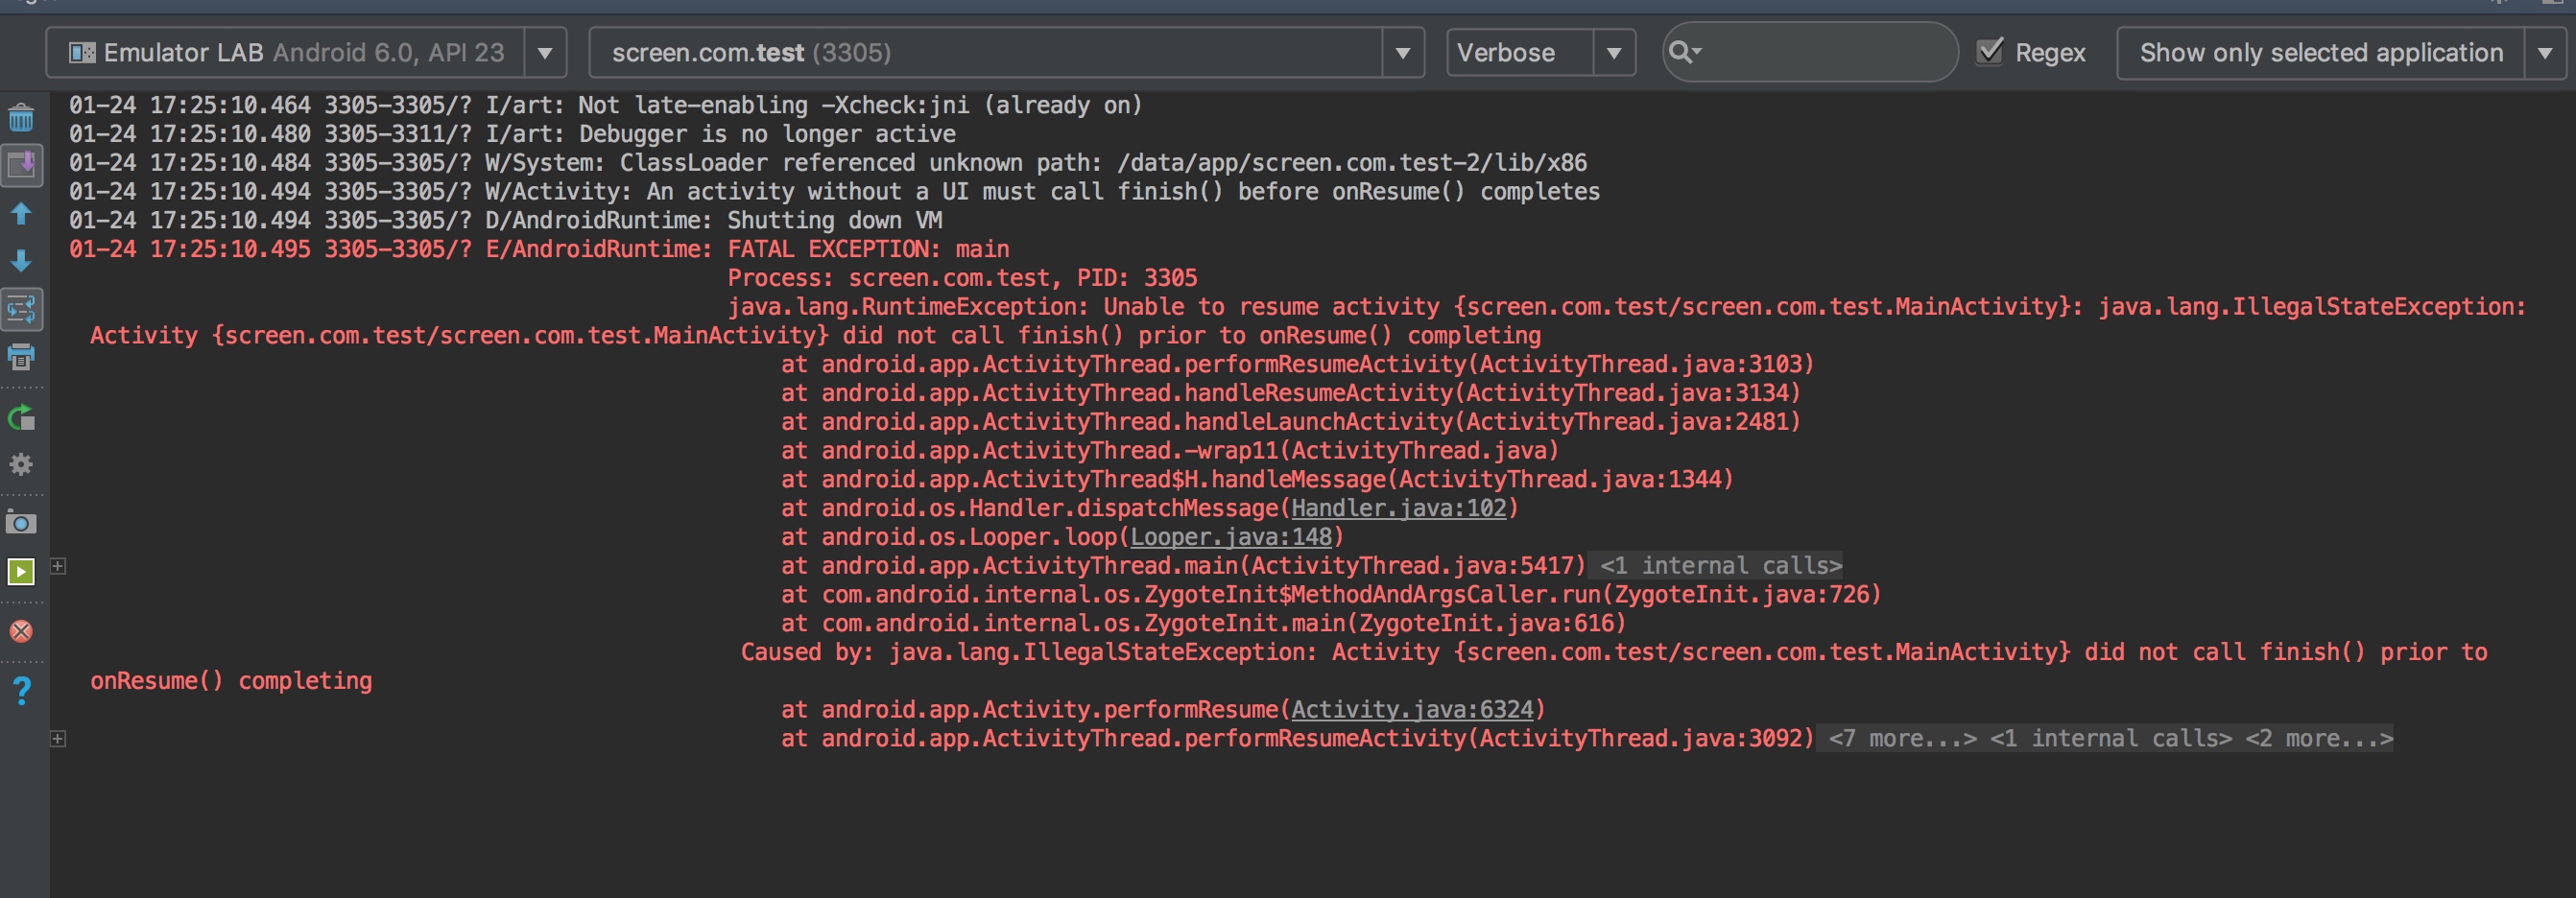 Emulator LAB Android 6.0, API 23 screen.com.test (3305) Verbose Regex Show only selected application
01-24 17:25:10.464 3305-3305/? I/art: Not late-enabling -Xcheck:jni (already on)
01-24 17:25:10.480 3305-3311/? I/art: Debugger is no longer active
01-24 17:25:10.484 3305-3305/? W/System: ClassLoader referenced unknown path: /data/app/screen.com.test-2/lib/x86
01-24 17:25:10.494 3305-3305/? W/Activity: An activity without a UI must call finish() before onResume() completes
01-24 17:25:10.494 3305-3305/? D/AndroidRuntime: Shutting down VM
01-24 17:25:10.495 3305-3305/? E/AndroidRuntime: FATAL EXCEPTION: main
Process: screen.com.test, PID: 3305
java.lang.RuntimeException: Unable to resume activity {screen.com.test/screen.com.test.MainActivity}: java.lang.IllegalStateException:
Activity {screen.com.test/screen.com.test.MainActivity} did not call finish() prior to onResume() completing
at android.app.ActivityThread.performResumeActivity(ActivityThread.java:3103)
at android.app.ActivityThread.handleResumeActivity(ActivityThread.java:3134)
at android.app.ActivityThread.handleLaunchActivity(ActivityThread.java:2481)
at android.app.ActivityThread.-wrap11(ActivityThread.java)
at android.app.ActivityThread$H.handleMessage(ActivityThread.java:1344)
at android.os.Handler.dispatchMessage(Handler.java:102)
at android.os.Looper.loop(Looper.java:148)
at android.app.ActivityThread.main(ActivityThread.java:5417) <1 internal calls>
at com.android.internal.os.ZygoteInit$MethodAndArgsCaller.run(ZygoteInit.java:726)
at com.android.internal.os.ZygoteInit.main(ZygoteInit.java:616)
Caused by: java.lang.IllegalStateException: Activity {screen.com.test/screen.com.test.MainActivity} did not call finish() prior to
onResume() completing
at android.app.Activity.performResume(Activity.java:6324)
at android.app.ActivityThread.performResumeActivity(ActivityThread.java:3092) <7 more...> <1 internal calls> <2 more...>